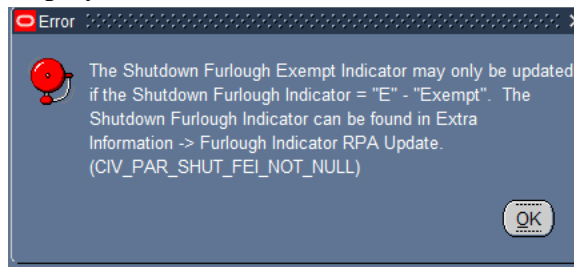 Error
The Shutdown Furlough Exempt Indicator may only be updated
if the Shutdown Furlough Indicator = "E" - "Exempt".  The
Shutdown Furlough Indicator can be found in Extra
Information -> Furlough Indicator RPA Update.
(CIV_PAR_SHUT_FEI_NOT_NULL)
OK